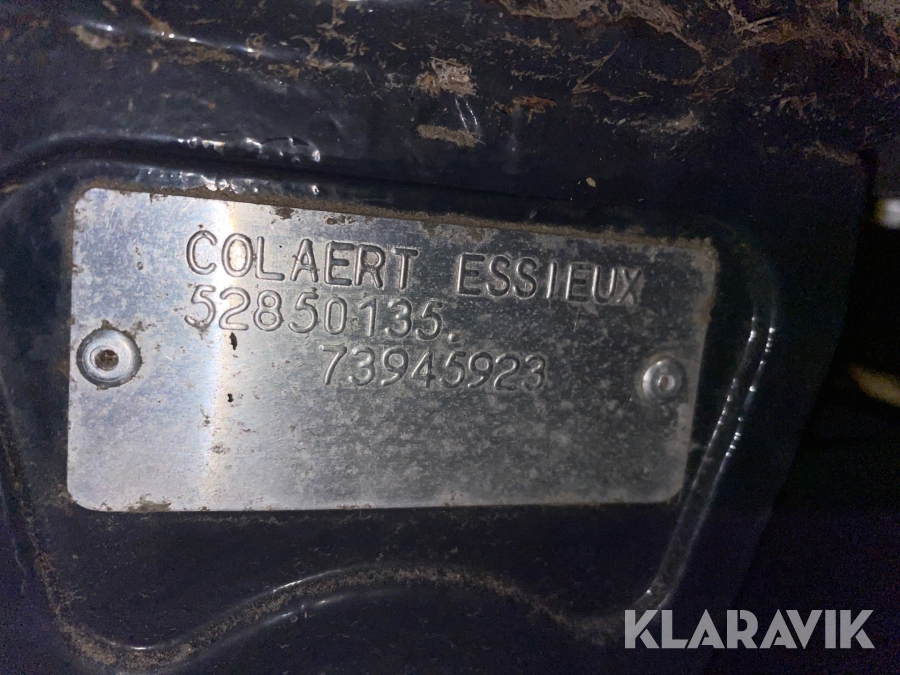 COLAERT ESSIEUX
52850135.
73945923
KLARAVIK